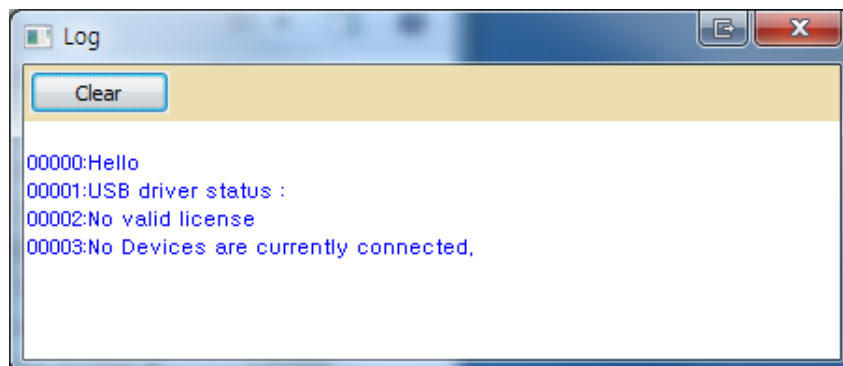 Log
Clear
00000:Hello
00001:USB driver status :
00002:No valid license
00003:No Devices are currently connected,